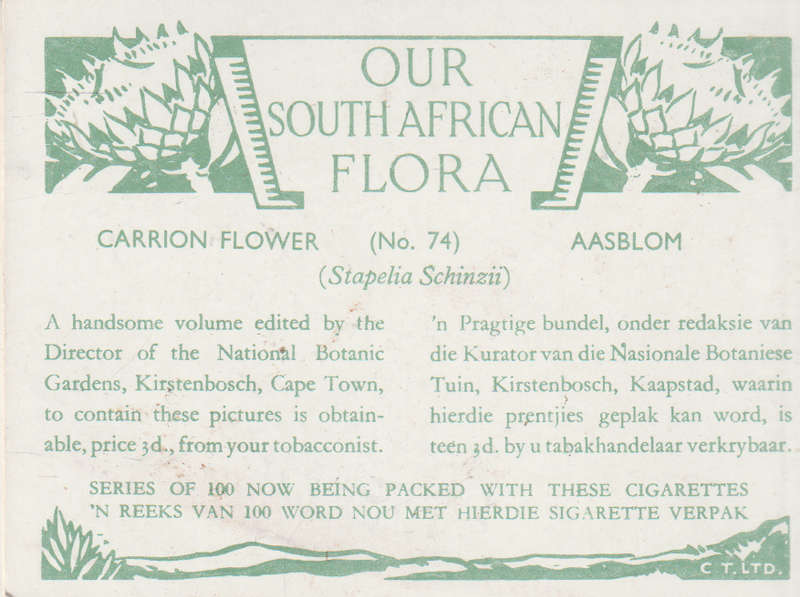 OUR
SOUTH AFRICAN
FLORA
CARRION FLOWER (No. 74) AASBLOM
(Stapelia Schinzii)
A handsome volume edited by the
Director of the National Botanic
Gardens, Kirstenbosch, Cape Town,
to contain these pictures is obtain-
able, price 3d., from your tobacconist.
'n Pragtige bundel, onder redaksie van
die Kurator van die Nasionale Botaniese
Tuin, Kirstenbosch, Kaapstad, waarin
hierdie prentjies geplak kan word, is
teen 3d. by u tabakhandelaar verkrybaar.
SERIES OF 100 NOW BEING PACKED WITH THESE CIGARETTES
'N REEKS VAN 100 WORD NOU MET HIERDIE SIGARETTE VERPAK
C T. LTD.